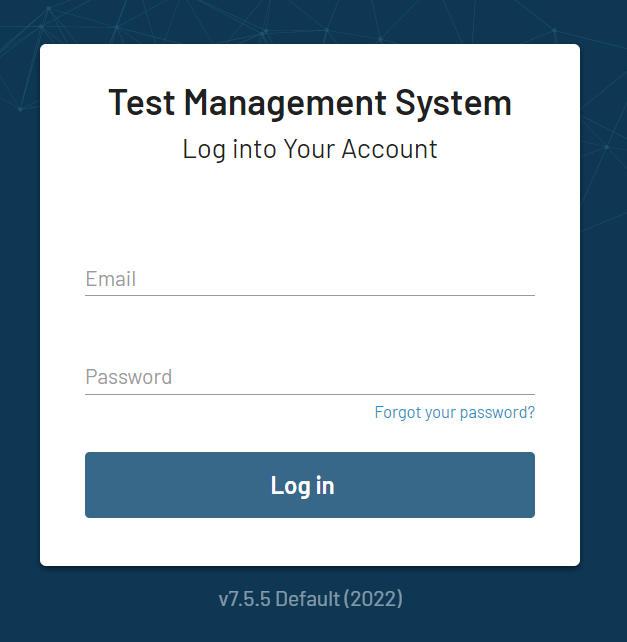 Test Management System
Log into Your Account
Email
Password
Forgot your password?
Log in
v7.5.5 Default (2022)